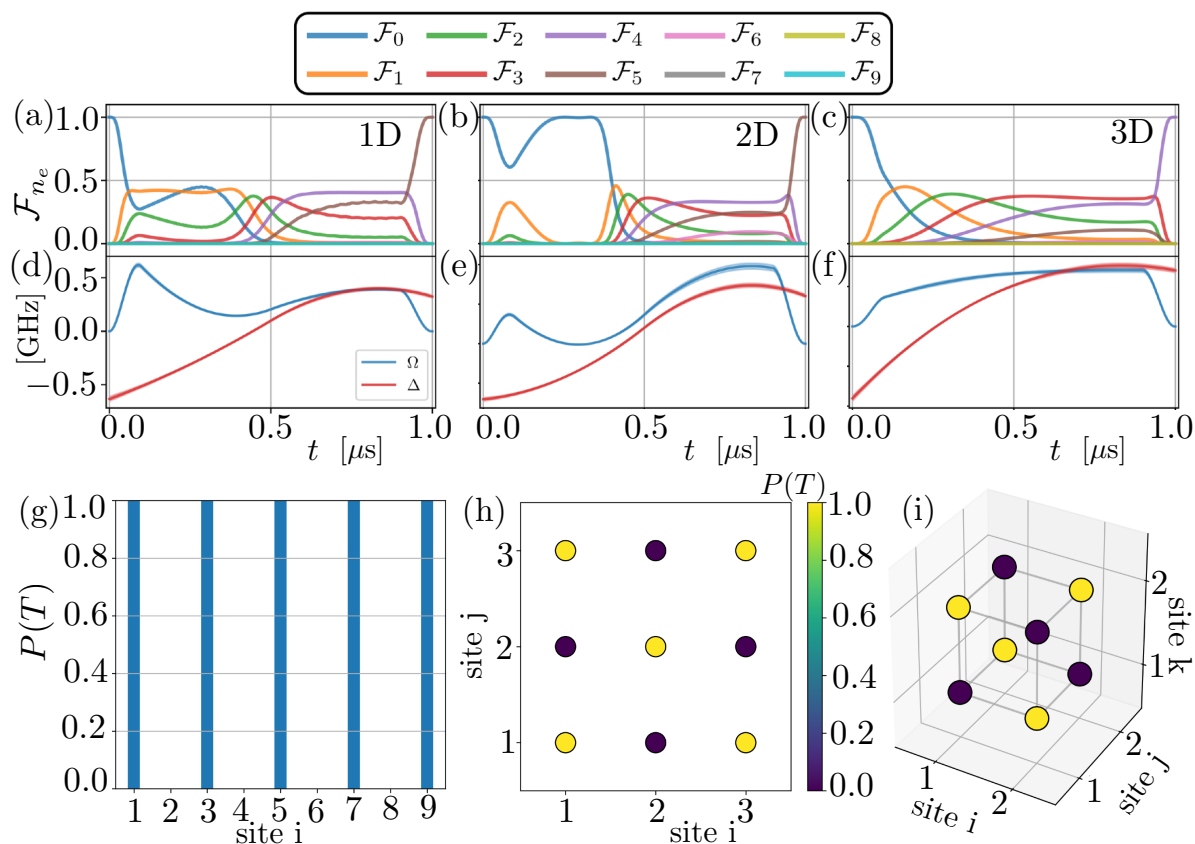 F₀ F₂ F₄ F₆ F₈
F₁ F₃ F₅ F₇ F₉
(a) 1D
(b) 2D
(c) 3D
1.0
0.5
0.0
F_{n_e}
(d)
(e)
(f)
0.5
0.0
−0.5
[GHz]
Ω
Δ
0.0 0.5 1.0
t [μs]
0.0 0.5 1.0
t [μs]
0.0 0.5 1.0
t [μs]
(g)
1.0
0.8
0.6
0.4
0.2
0.0
P(T)
1 2 3 4 5 6 7 8 9
site i
(h)
3
2
1
site j
1 2 3
site i
P(T)
1.0
0.8
0.6
0.4
0.2
0.0
(i)
2
1
site k
1 2
site i
1 2
site j